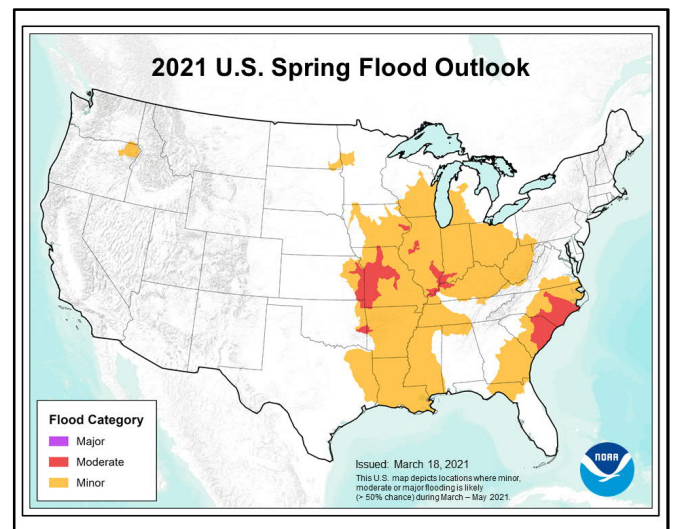 2021 U.S. Spring Flood Outlook
Flood Category
Major
Moderate
Minor
Issued: March 18, 2021
This U.S. map depicts locations where minor,
moderate or major flooding is likely
(> 50% chance) during March – May 2021.
NOAA